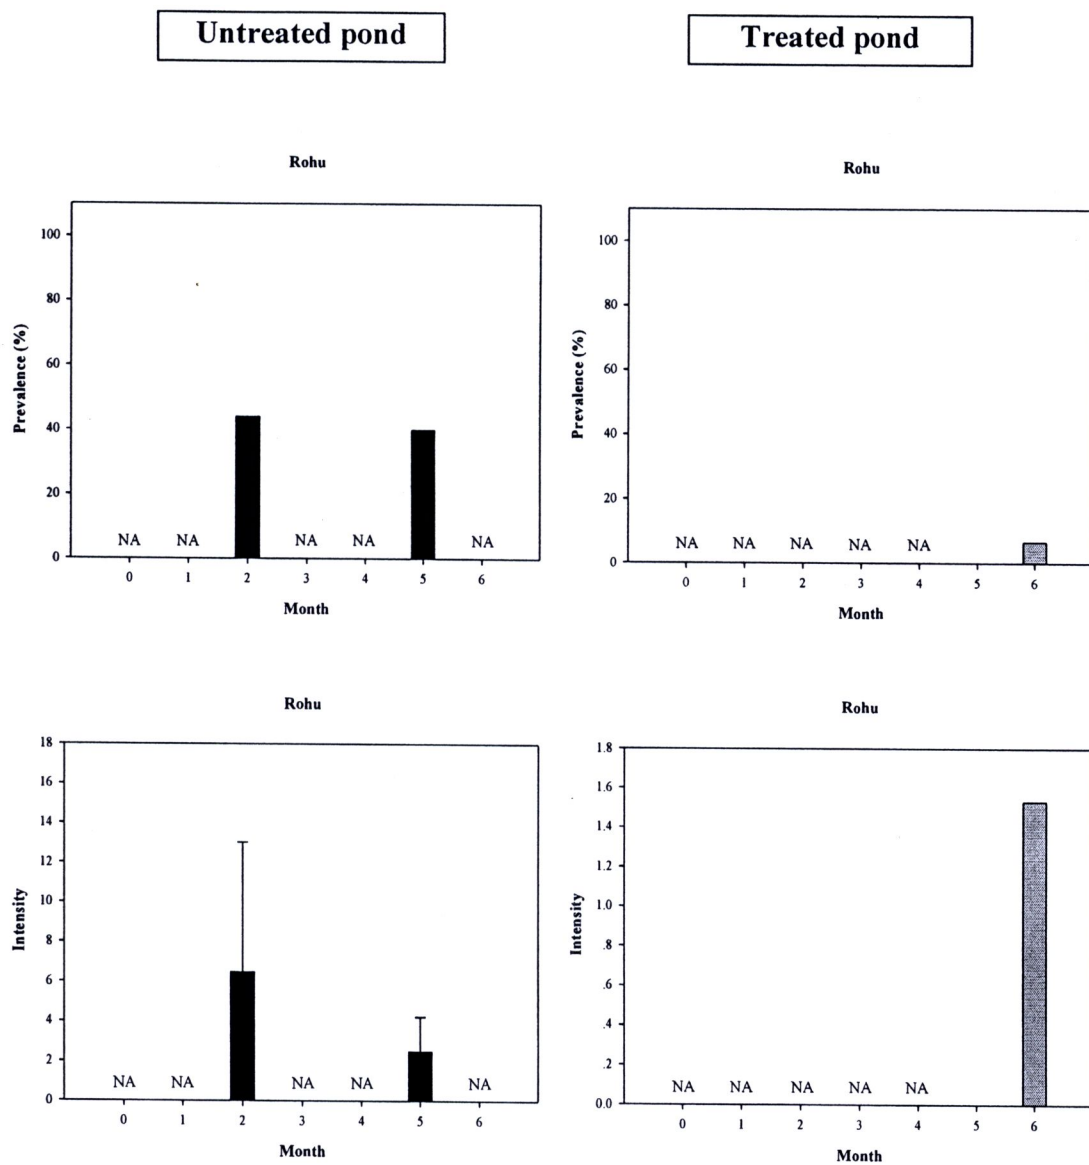 Untreated pond
Treated pond
Rohu
Prevalence (%)
100
80
60
40
20
0
NA NA NA NA NA
0 1 2 3 4 5 6
Month
Rohu
Prevalence (%)
100
80
60
40
20
0
NA NA NA NA NA
0 1 2 3 4 5 6
Month
Rohu
Intensity
18
16
14
12
10
8
6
4
2
0
NA NA NA NA NA
0 1 2 3 4 5 6
Month
Rohu
Intensity
1.8
1.6
1.4
1.2
1.0
.8
.6
.4
.2
0.0
NA NA NA NA NA
0 1 2 3 4 5 6
Month